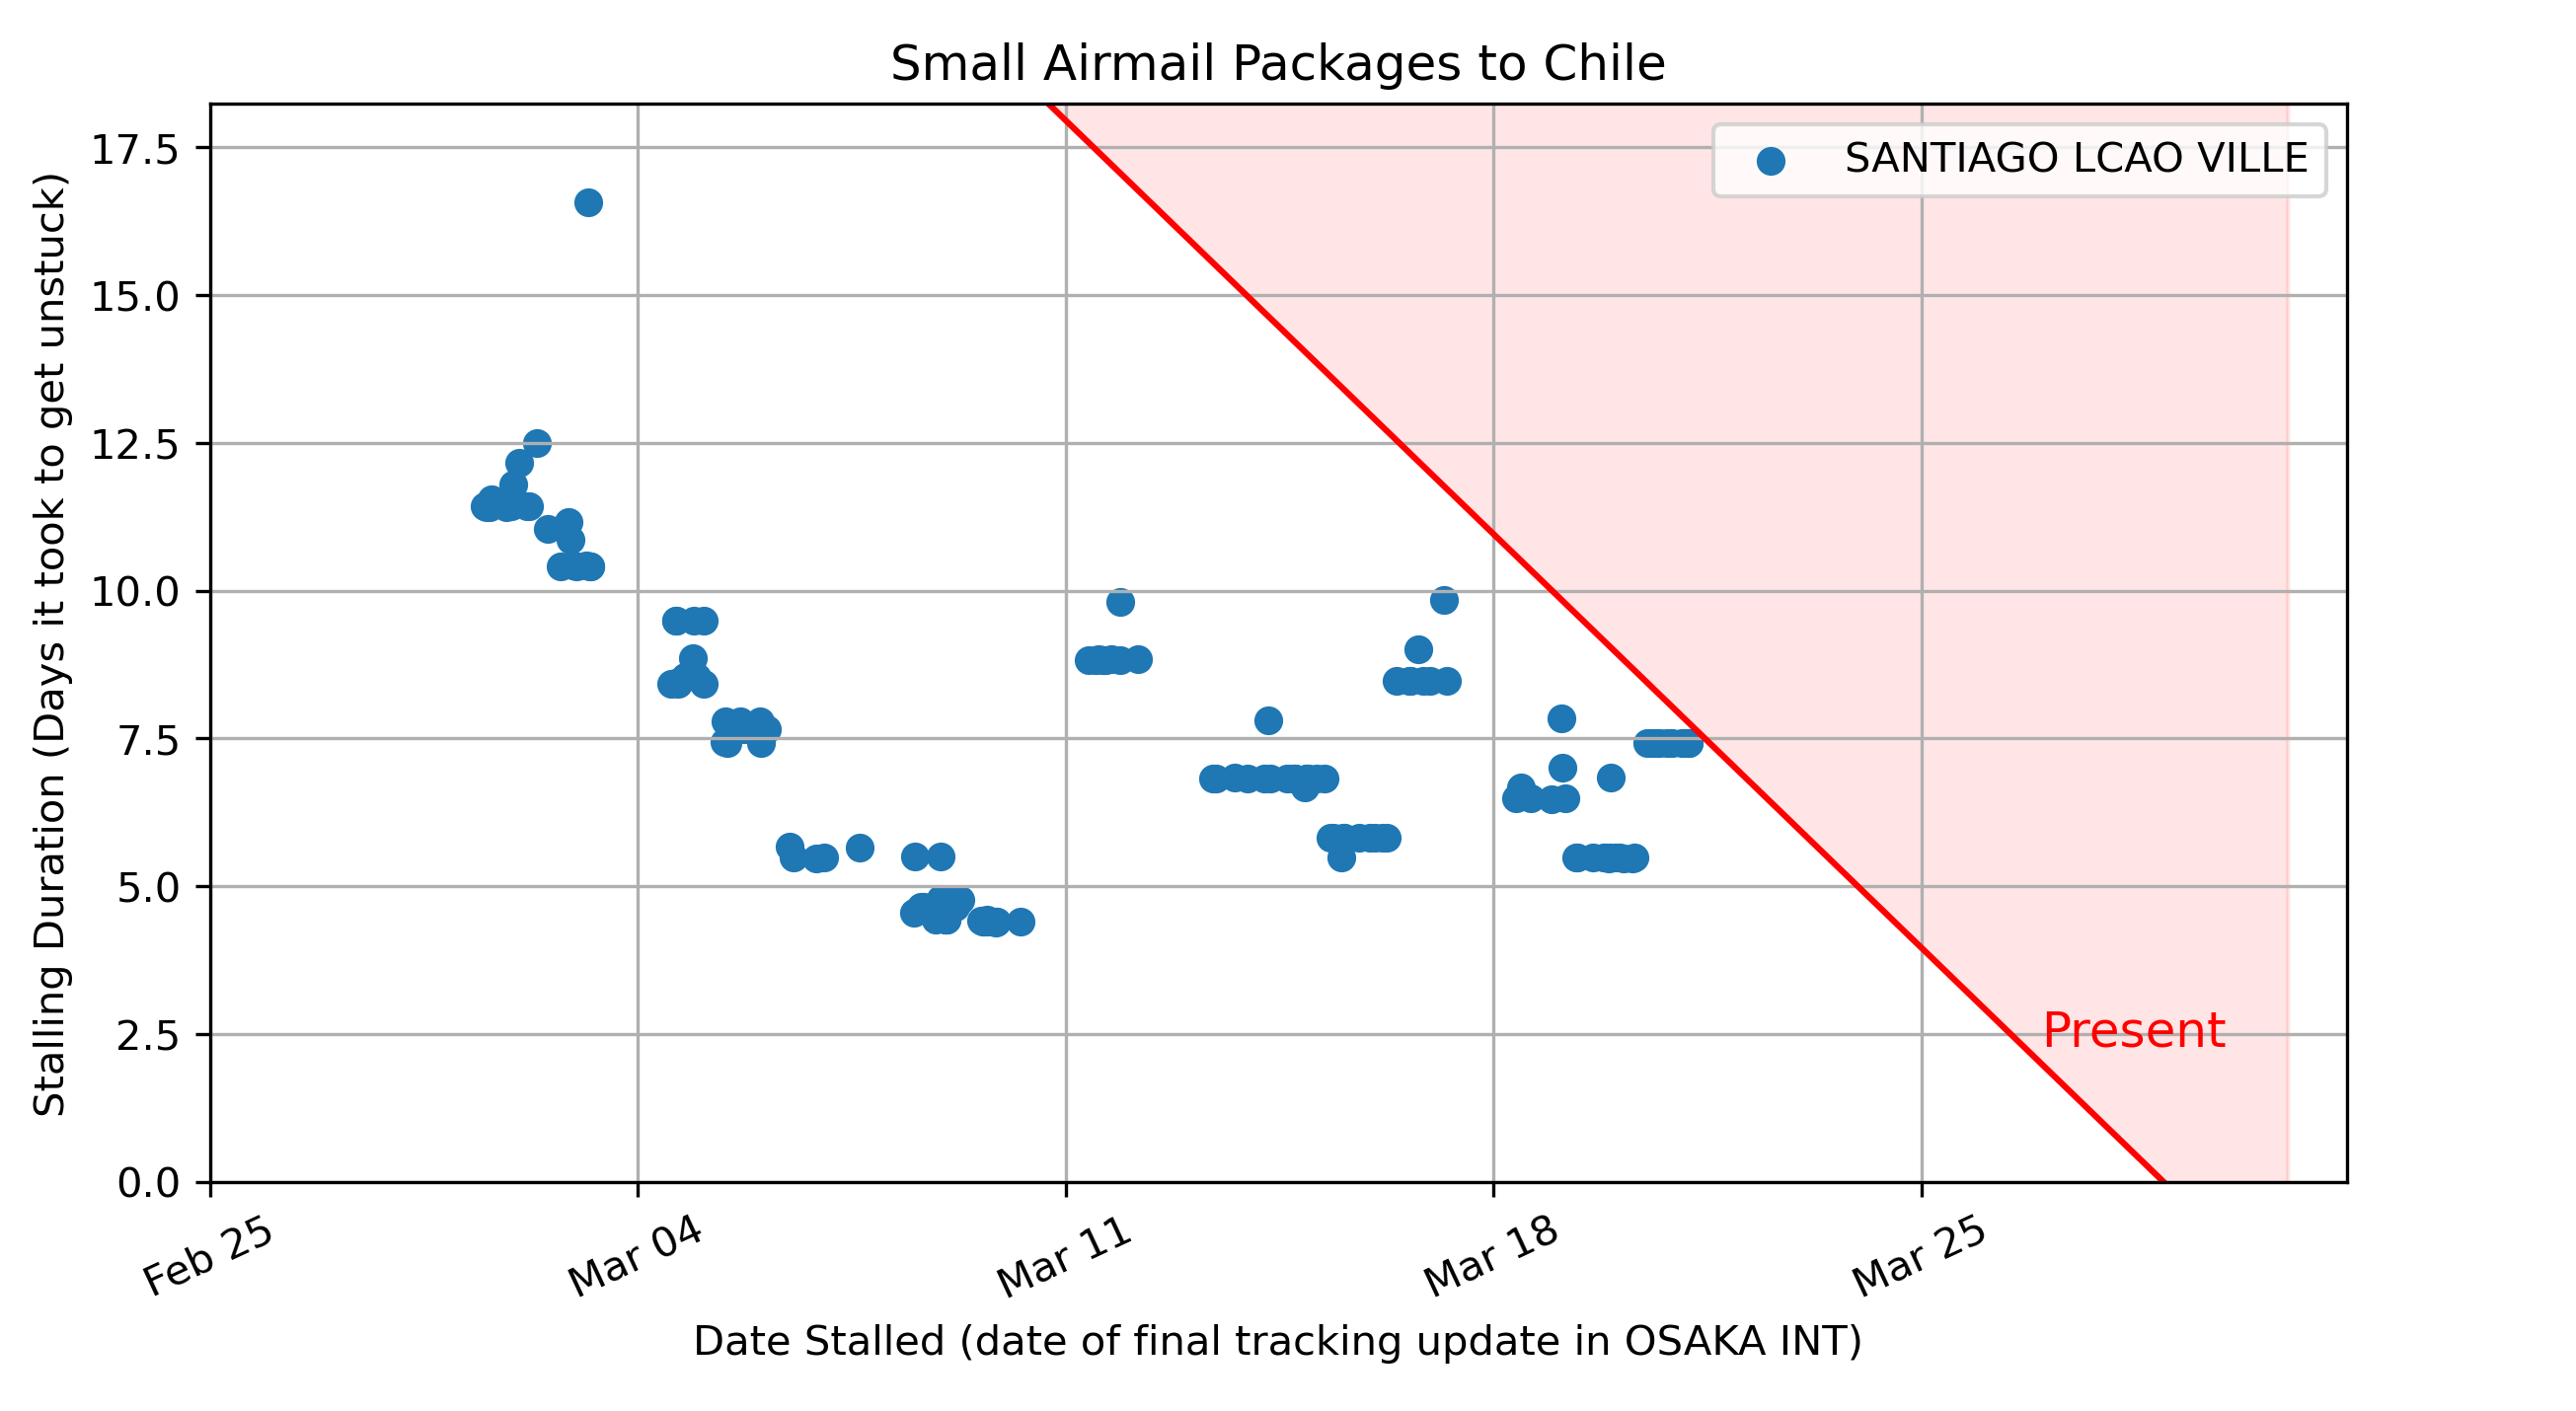 Small Airmail Packages to Chile
SANTIAGO LCAO VILLE
Stalling Duration (Days it took to get unstuck)
17.5
15.0
12.5
10.0
7.5
5.0
2.5
0.0
Present
Feb 25
Mar 04
Mar 11
Mar 18
Mar 25
Date Stalled (date of final tracking update in OSAKA INT)